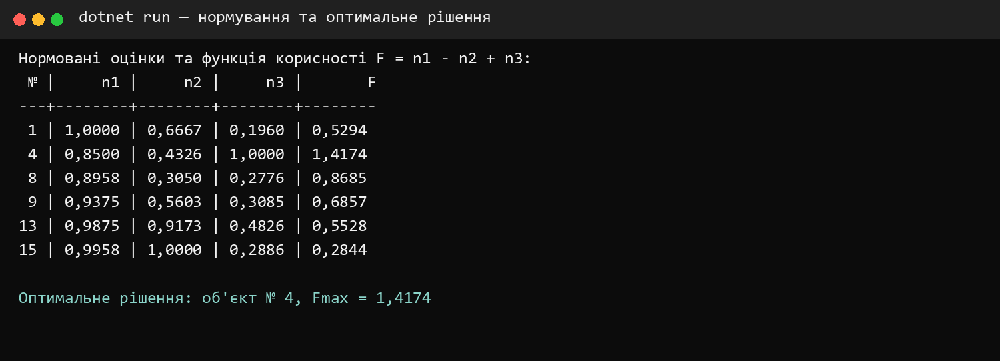 dotnet run — нормування та оптимальне рішення
Нормовані оцінки та функція корисності F = n1 - n2 + n3:
 № |     n1 |     n2 |     n3 |       F
---+--------+--------+--------+--------
 1 | 1,0000 | 0,6667 | 0,1960 | 0,5294
 4 | 0,8500 | 0,4326 | 1,0000 | 1,4174
 8 | 0,8958 | 0,3050 | 0,2776 | 0,8685
 9 | 0,9375 | 0,5603 | 0,3085 | 0,6857
13 | 0,9875 | 0,9173 | 0,4826 | 0,5528
15 | 0,9958 | 1,0000 | 0,2886 | 0,2844
Оптимальне рішення: об'єкт № 4, Fmax = 1,4174